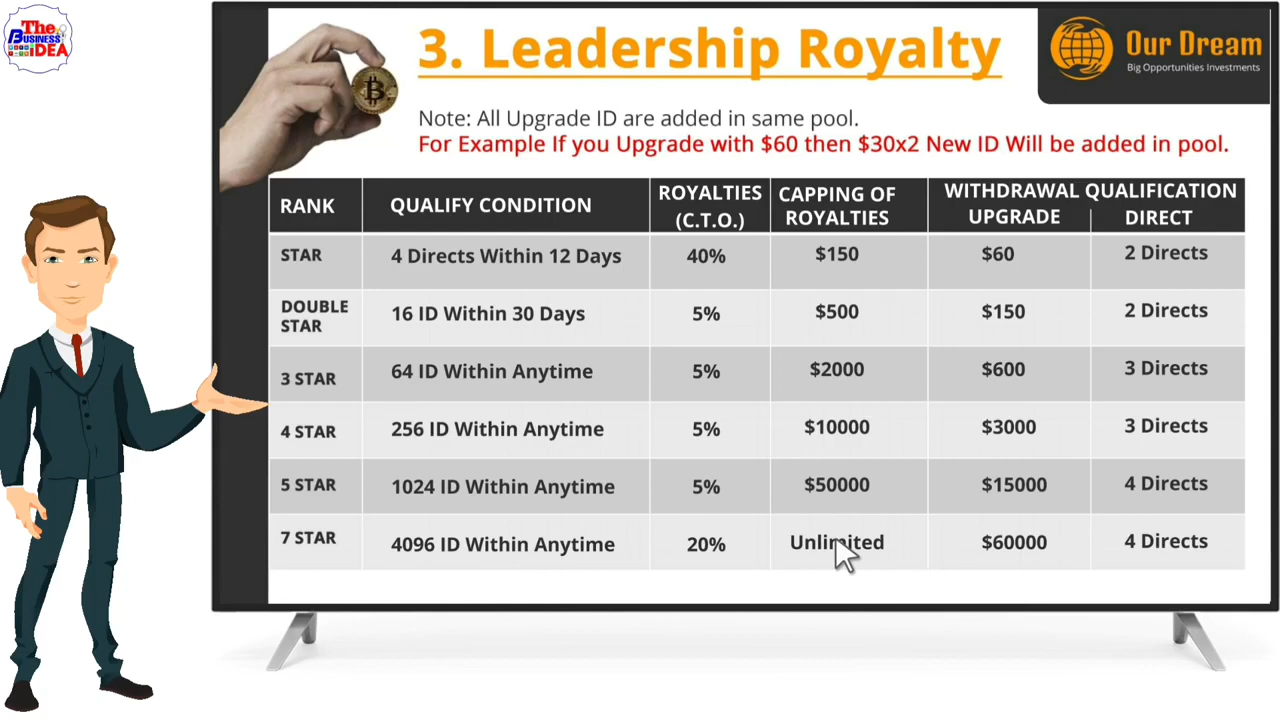 The
BUSINESS
iDEA
3. Leadership Royalty
Our Dream
Big Opportunities Investments
Note: All Upgrade ID are added in same pool.
For Example If you Upgrade with $60 then $30x2 New ID Will be added in pool.
RANK QUALIFY CONDITION ROYALTIES (C.T.O.) CAPPING OF ROYALTIES WITHDRAWAL QUALIFICATION
UPGRADE DIRECT
STAR 4 Directs Within 12 Days 40% $150 $60 2 Directs
DOUBLE STAR 16 ID Within 30 Days 5% $500 $150 2 Directs
3 STAR 64 ID Within Anytime 5% $2000 $600 3 Directs
4 STAR 256 ID Within Anytime 5% $10000 $3000 3 Directs
5 STAR 1024 ID Within Anytime 5% $50000 $15000 4 Directs
7 STAR 4096 ID Within Anytime 20% Unlimited $60000 4 Directs